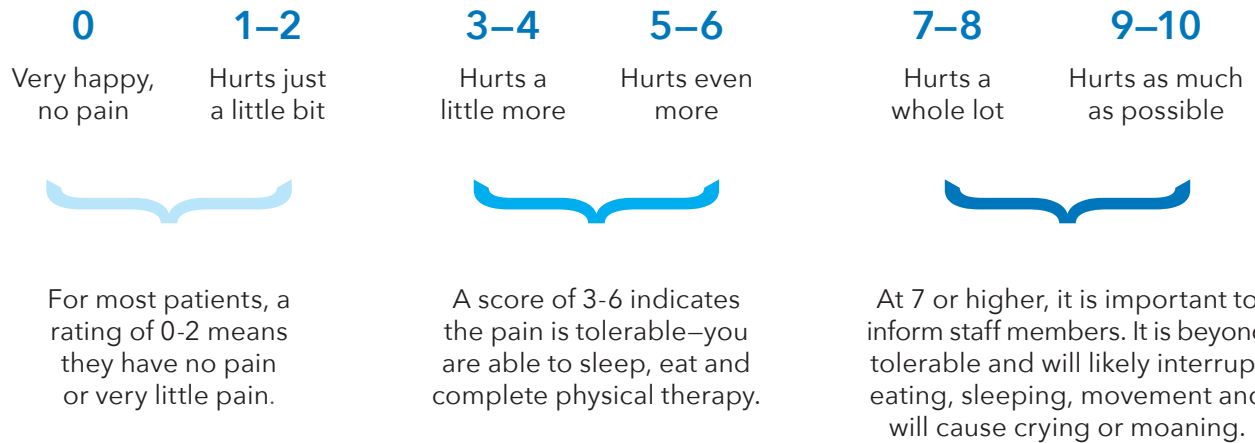 0
Very happy,
no pain
1–2
Hurts just
a little bit
3–4
Hurts a
little more
5–6
Hurts even
more
7–8
Hurts a
whole lot
9–10
Hurts as much
as possible
For most patients, a
rating of 0-2 means
they have no pain
or very little pain.
A score of 3-6 indicates
the pain is tolerable—you
are able to sleep, eat and
complete physical therapy.
At 7 or higher, it is important to
inform staff members. It is beyond
tolerable and will likely interrup
eating, sleeping, movement and
will cause crying or moaning.